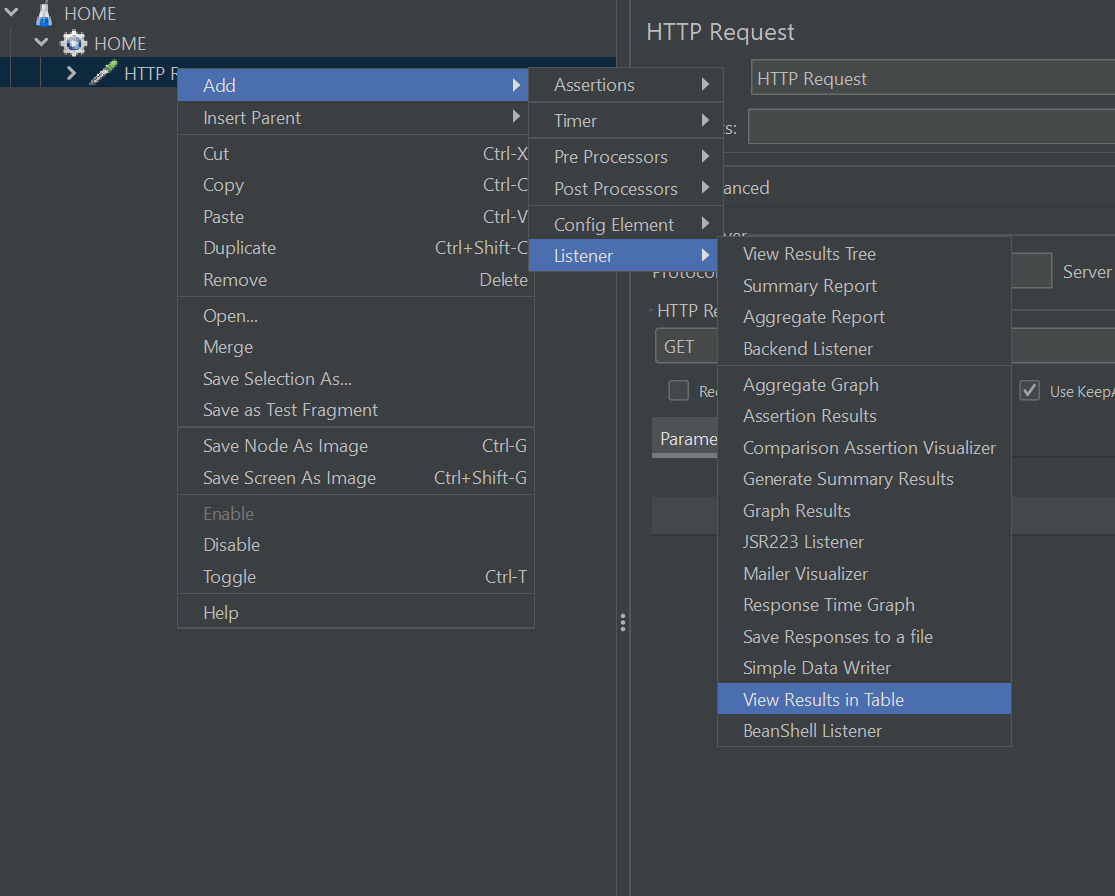 HOME
HOME
HTTP
Add
Insert Parent
Cut Ctrl-X
Copy Ctrl-C
Paste Ctrl-V
Duplicate Ctrl+Shift-C
Remove Delete
Open...
Merge
Save Selection As...
Save as Test Fragment
Save Node As Image Ctrl-G
Save Screen As Image Ctrl+Shift-G
Enable
Disable
Toggle Ctrl-T
Help
Assertions
Timer
Pre Processors
Post Processors
Config Element
Listener
View Results Tree
Summary Report
Aggregate Report
Backend Listener
Aggregate Graph
Assertion Results
Comparison Assertion Visualizer
Generate Summary Results
Graph Results
JSR223 Listener
Mailer Visualizer
Response Time Graph
Save Responses to a file
Simple Data Writer
View Results in Table
BeanShell Listener
HTTP Request
HTTP Request
ts:
anced
Protocol
Server
HTTP Re
GET
Use KeepA
Parame